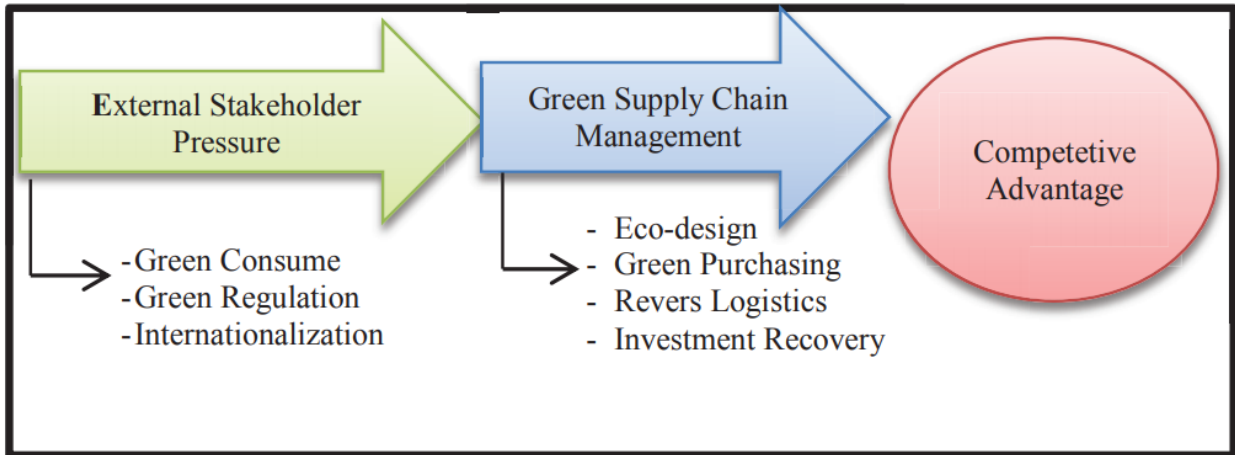 External Stakeholder
Pressure
Green Supply Chain
Management
Competetive
Advantage
-Green Consume
-Green Regulation
-Internationalization
- Eco-design
- Green Purchasing
- Revers Logistics
- Investment Recovery